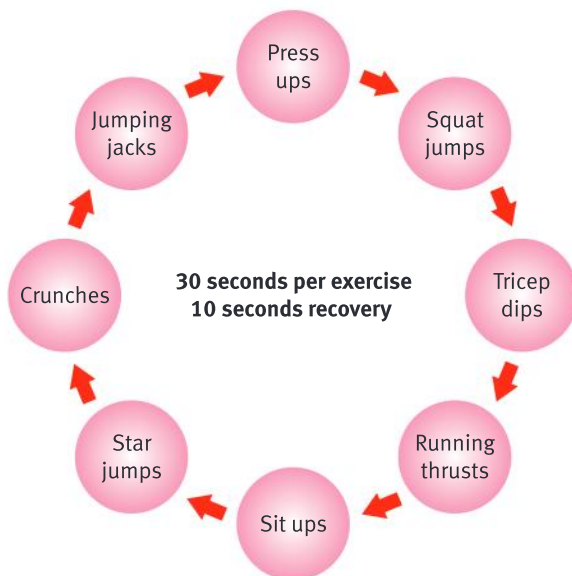 Press
ups
Squat
jumps
Tricep
dips
Running
thrusts
Sit ups
Star
jumps
Crunches
Jumping
jacks
30 seconds per exercise
10 seconds recovery